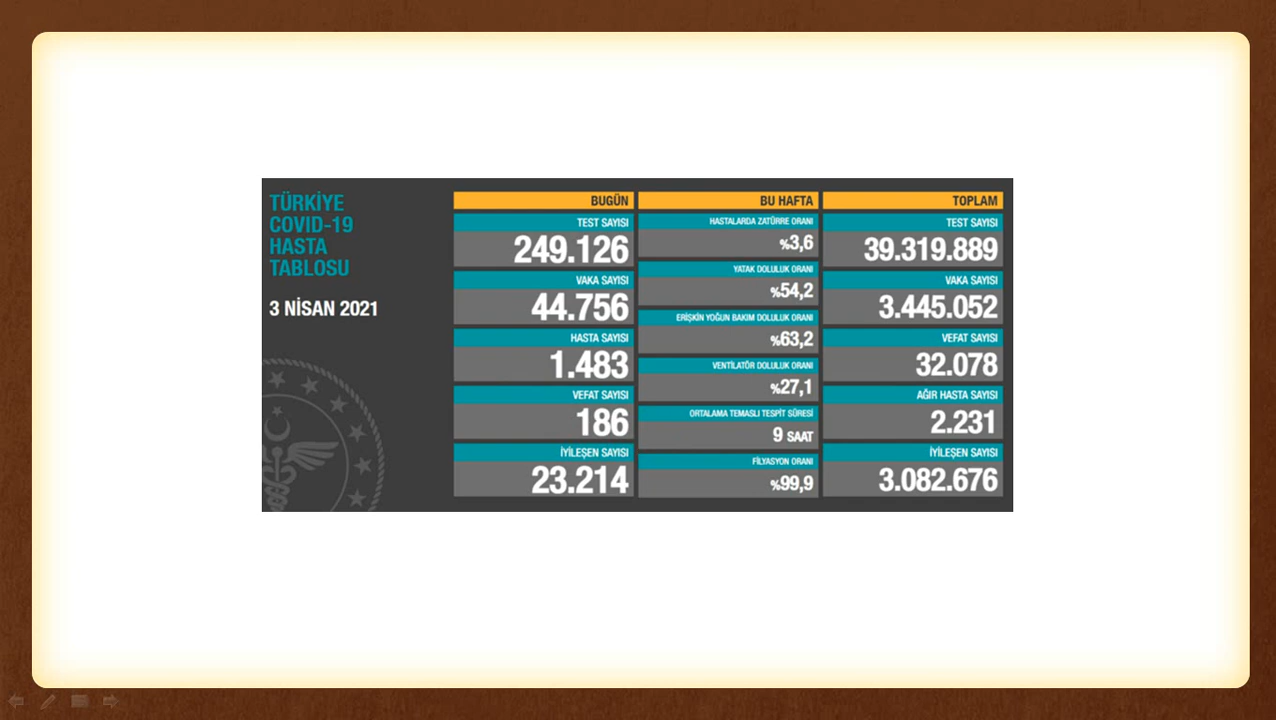 TÜRKİYE
COVID-19
HASTA
TABLOSU
3 NİSAN 2021
BUGÜN
TEST SAYISI
249.126
VAKA SAYISI
44.756
HASTA SAYISI
1.483
VEFAT SAYISI
186
İYİLEŞEN SAYISI
23.214
BU HAFTA
HASTALARDA ZATÜRRE ORANI
%3,6
YATAK DOLULUK ORANI
%54,2
ERİŞKİN YOĞUN BAKIM DOLULUK ORANI
%63,2
VENTİLATÖR DOLULUK ORANI
%27,1
ORTALAMA TEMASLI TESPİT SÜRESİ
9 SAAT
FİLYASYON ORANI
%99,9
TOPLAM
TEST SAYISI
39.319.889
VAKA SAYISI
3.445.052
VEFAT SAYISI
32.078
AĞIR HASTA SAYISI
2.231
İYİLEŞEN SAYISI
3.082.676